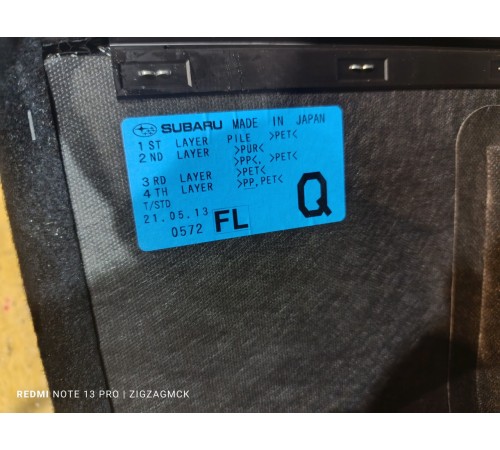 SUBARU MADE IN JAPAN
1ST LAYER PILE >PET<
2ND LAYER >PUR<
>PP<, >PET<
3RD LAYER >PET<
4TH LAYER >PP,PET<
T/STD
21.05.13
0572 FL Q
REDMI NOTE 13 PRO | ZIGZAGMCK